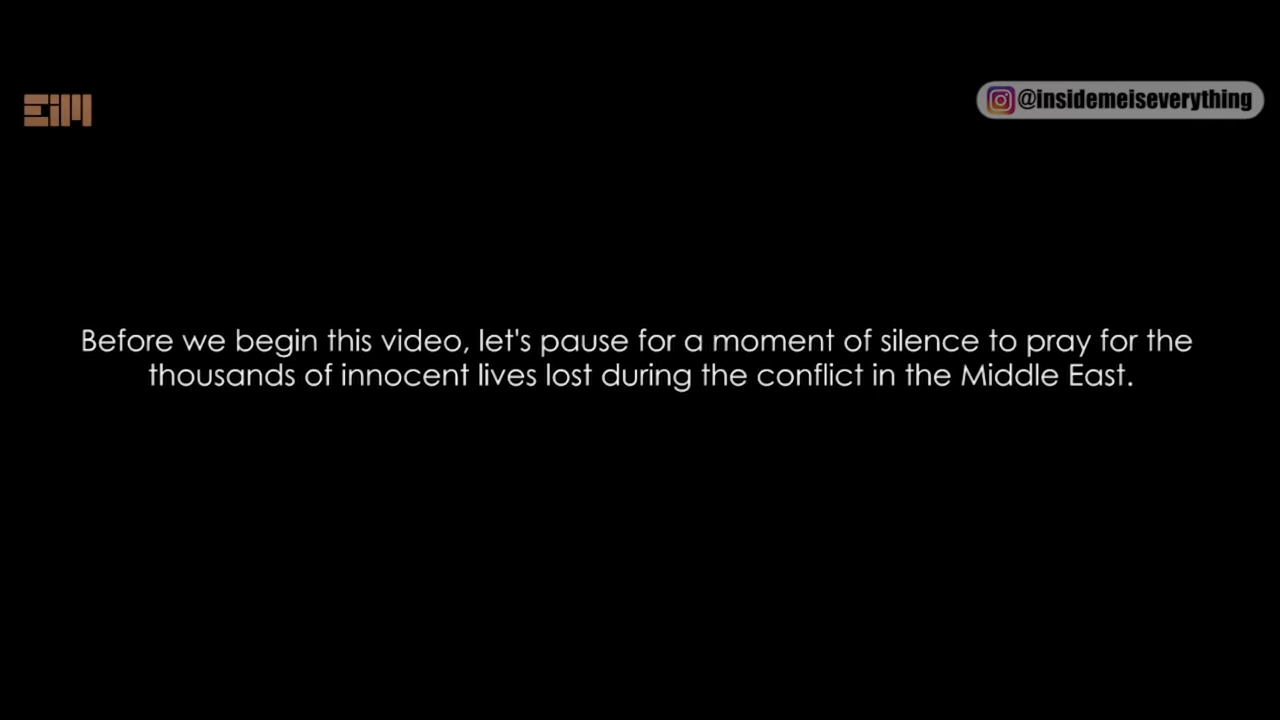 EiM
@insidemeiseverything
Before we begin this video, let's pause for a moment of silence to pray for the
thousands of innocent lives lost during the conflict in the Middle East.